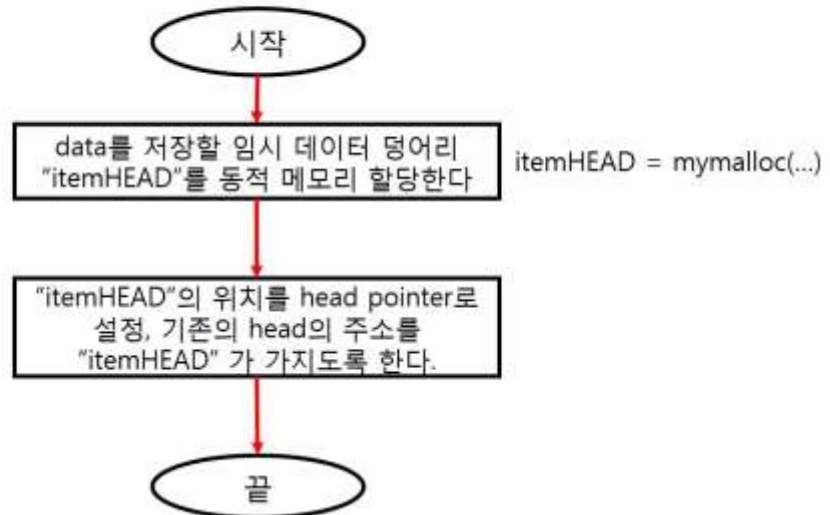 시작
data를 저장할 임시 데이터 덩어리
“itemHEAD”를 동적 메모리 할당한다
itemHEAD = mymalloc(...)
“itemHEAD”의 위치를 head pointer로
설정, 기존의 head의 주소를
“itemHEAD” 가 가지도록 한다.
끝